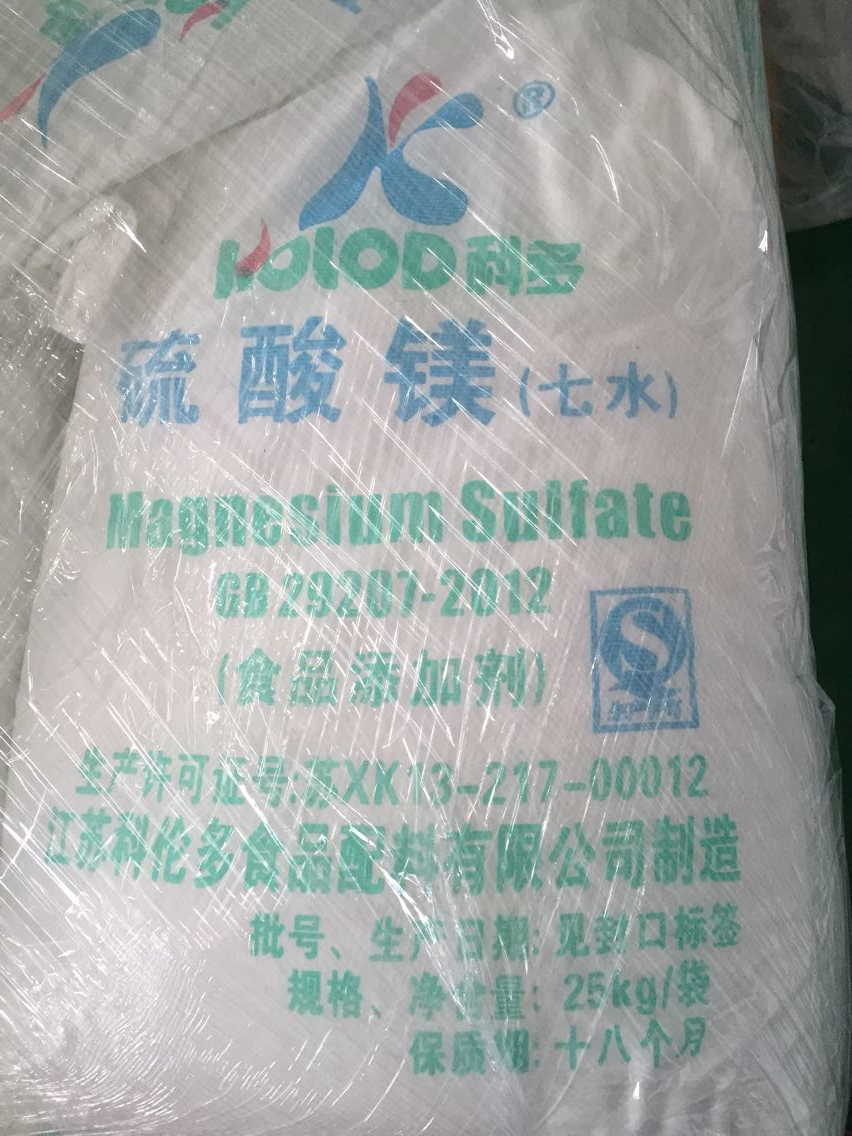 ®
KOLOD科多
硫酸镁(七水)
Magnesium Sulfate
GB 29207-2012
(食品添加剂)
生产许可证号:苏XK13-217-00012
江苏科伦多食品配料有限公司制造
批号、生产日期:见封口标签
规格、净含量: 25kg/袋
保质期:十八个月